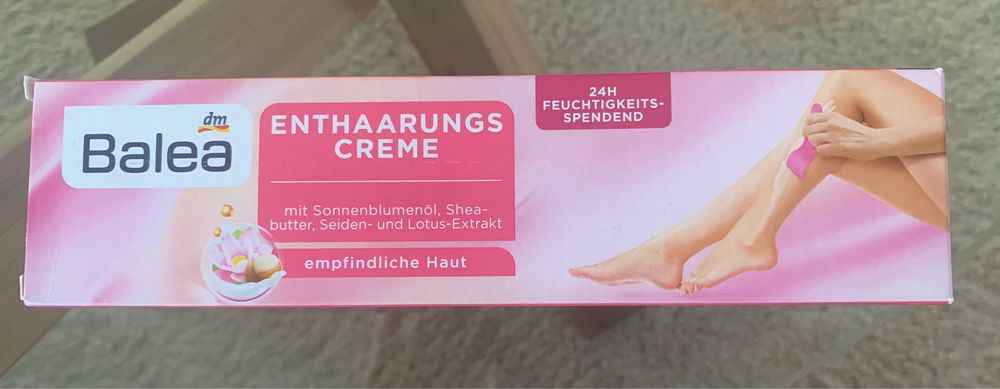 dm
Balea
ENTHAARUNGS
CREME
mit Sonnenblumenöl, Shea-
butter, Seiden- und Lotus-Extrakt
empfindliche Haut
24H
FEUCHTIGKEITS-
SPENDEND